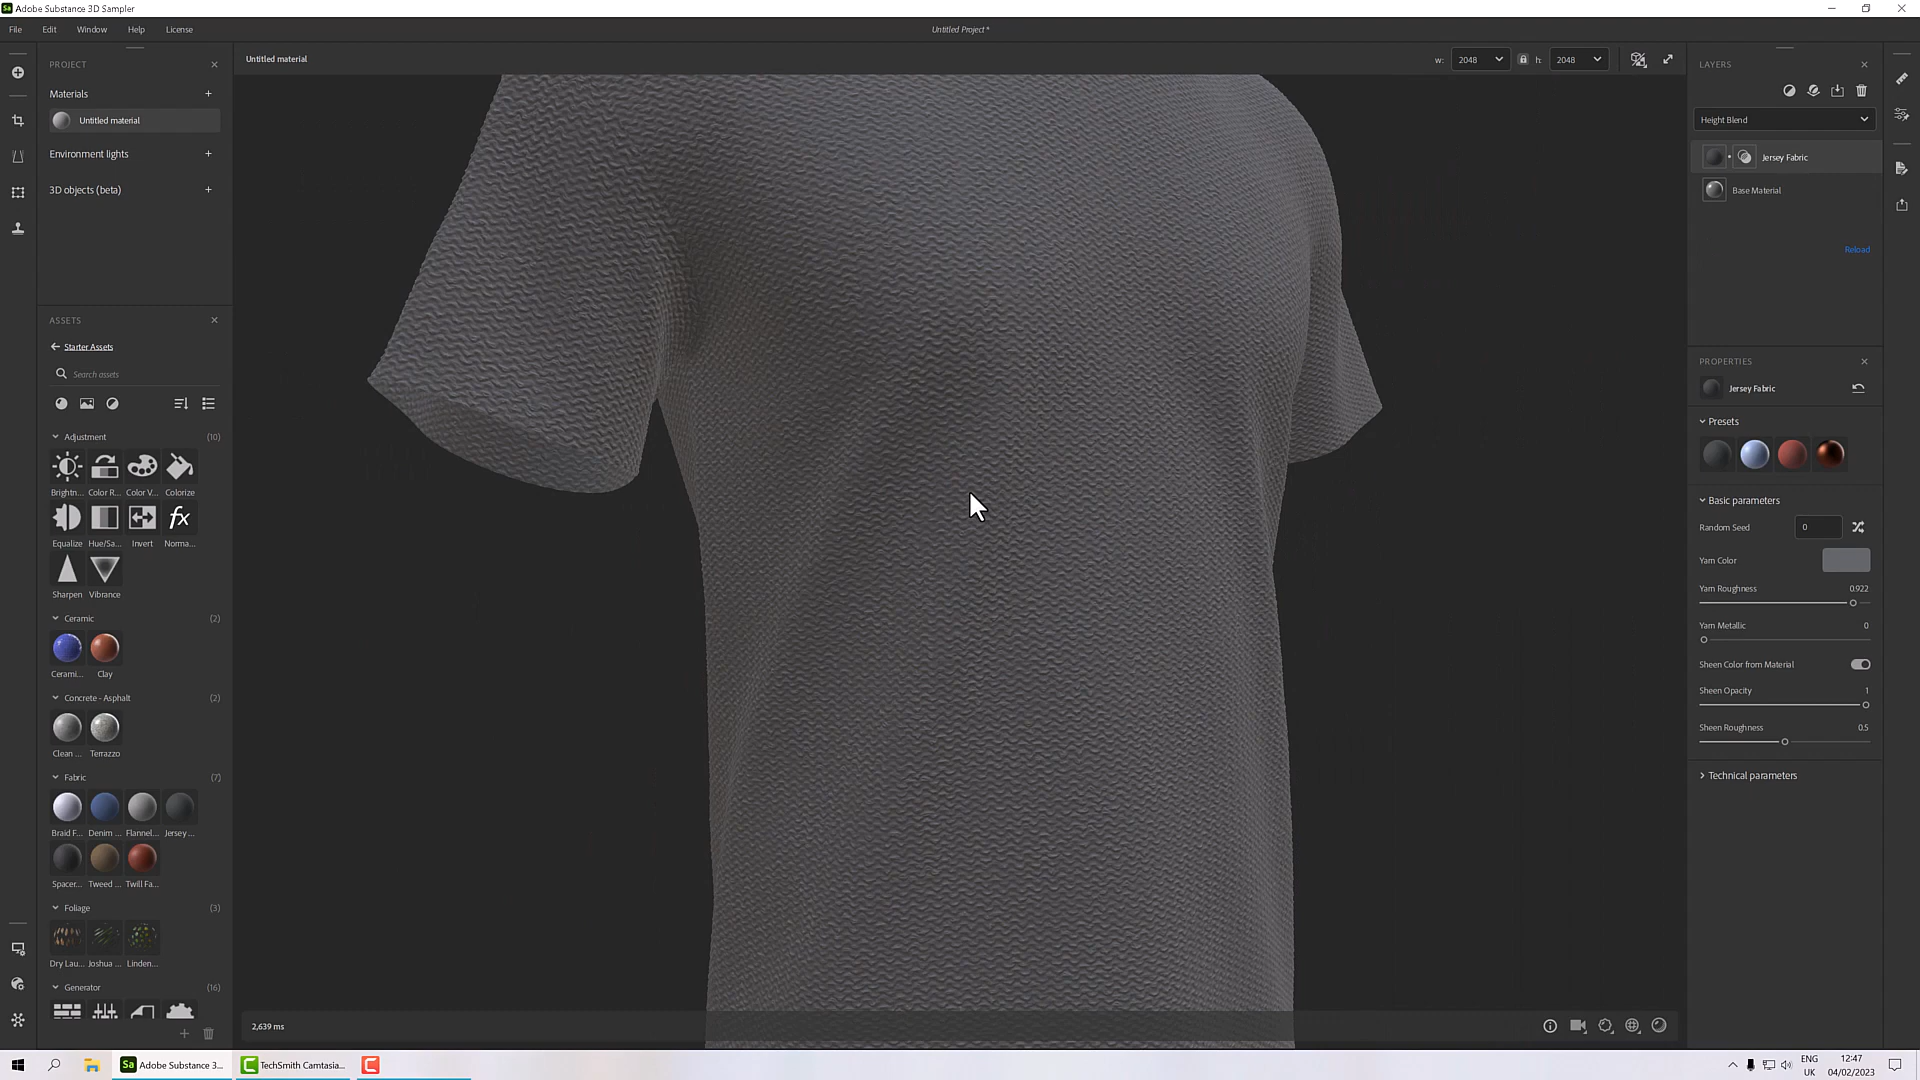 Sa Adobe Substance 3D Sampler
File Edit Window Help License
Untitled Project *
PROJECT
Materials
Untitled material
Environment lights
3D objects (beta)
Untitled material
w: 2048
h: 2048
LAYERS
Height Blend
Jersey Fabric
Base Material
Reload
ASSETS
Starter Assets
Search assets
Adjustment (10)
Brightn... Color R... Color V... Colorize
fx
Equalize Hue/Sa... Invert Norma...
Sharpen Vibrance
Ceramic (2)
Cerami... Clay
Concrete - Asphalt (2)
Clean ... Terrazzo
Fabric (7)
Braid F... Denim ... Flannel... Jersey ...
Spacer... Tweed ... Twill Fa...
Foliage (3)
Dry Lau... Joshua ... Linden...
Generator (16)
PROPERTIES
Jersey Fabric
Presets
Basic parameters
Random Seed 0
Yarn Color
Yarn Roughness 0.922
Yarn Metallic 0
Sheen Color from Material
Sheen Opacity 1
Sheen Roughness 0.5
Technical parameters
2,639 ms
Sa Adobe Substance 3...
C TechSmith Camtasia...
C
ENG
UK
12:47
04/02/2023